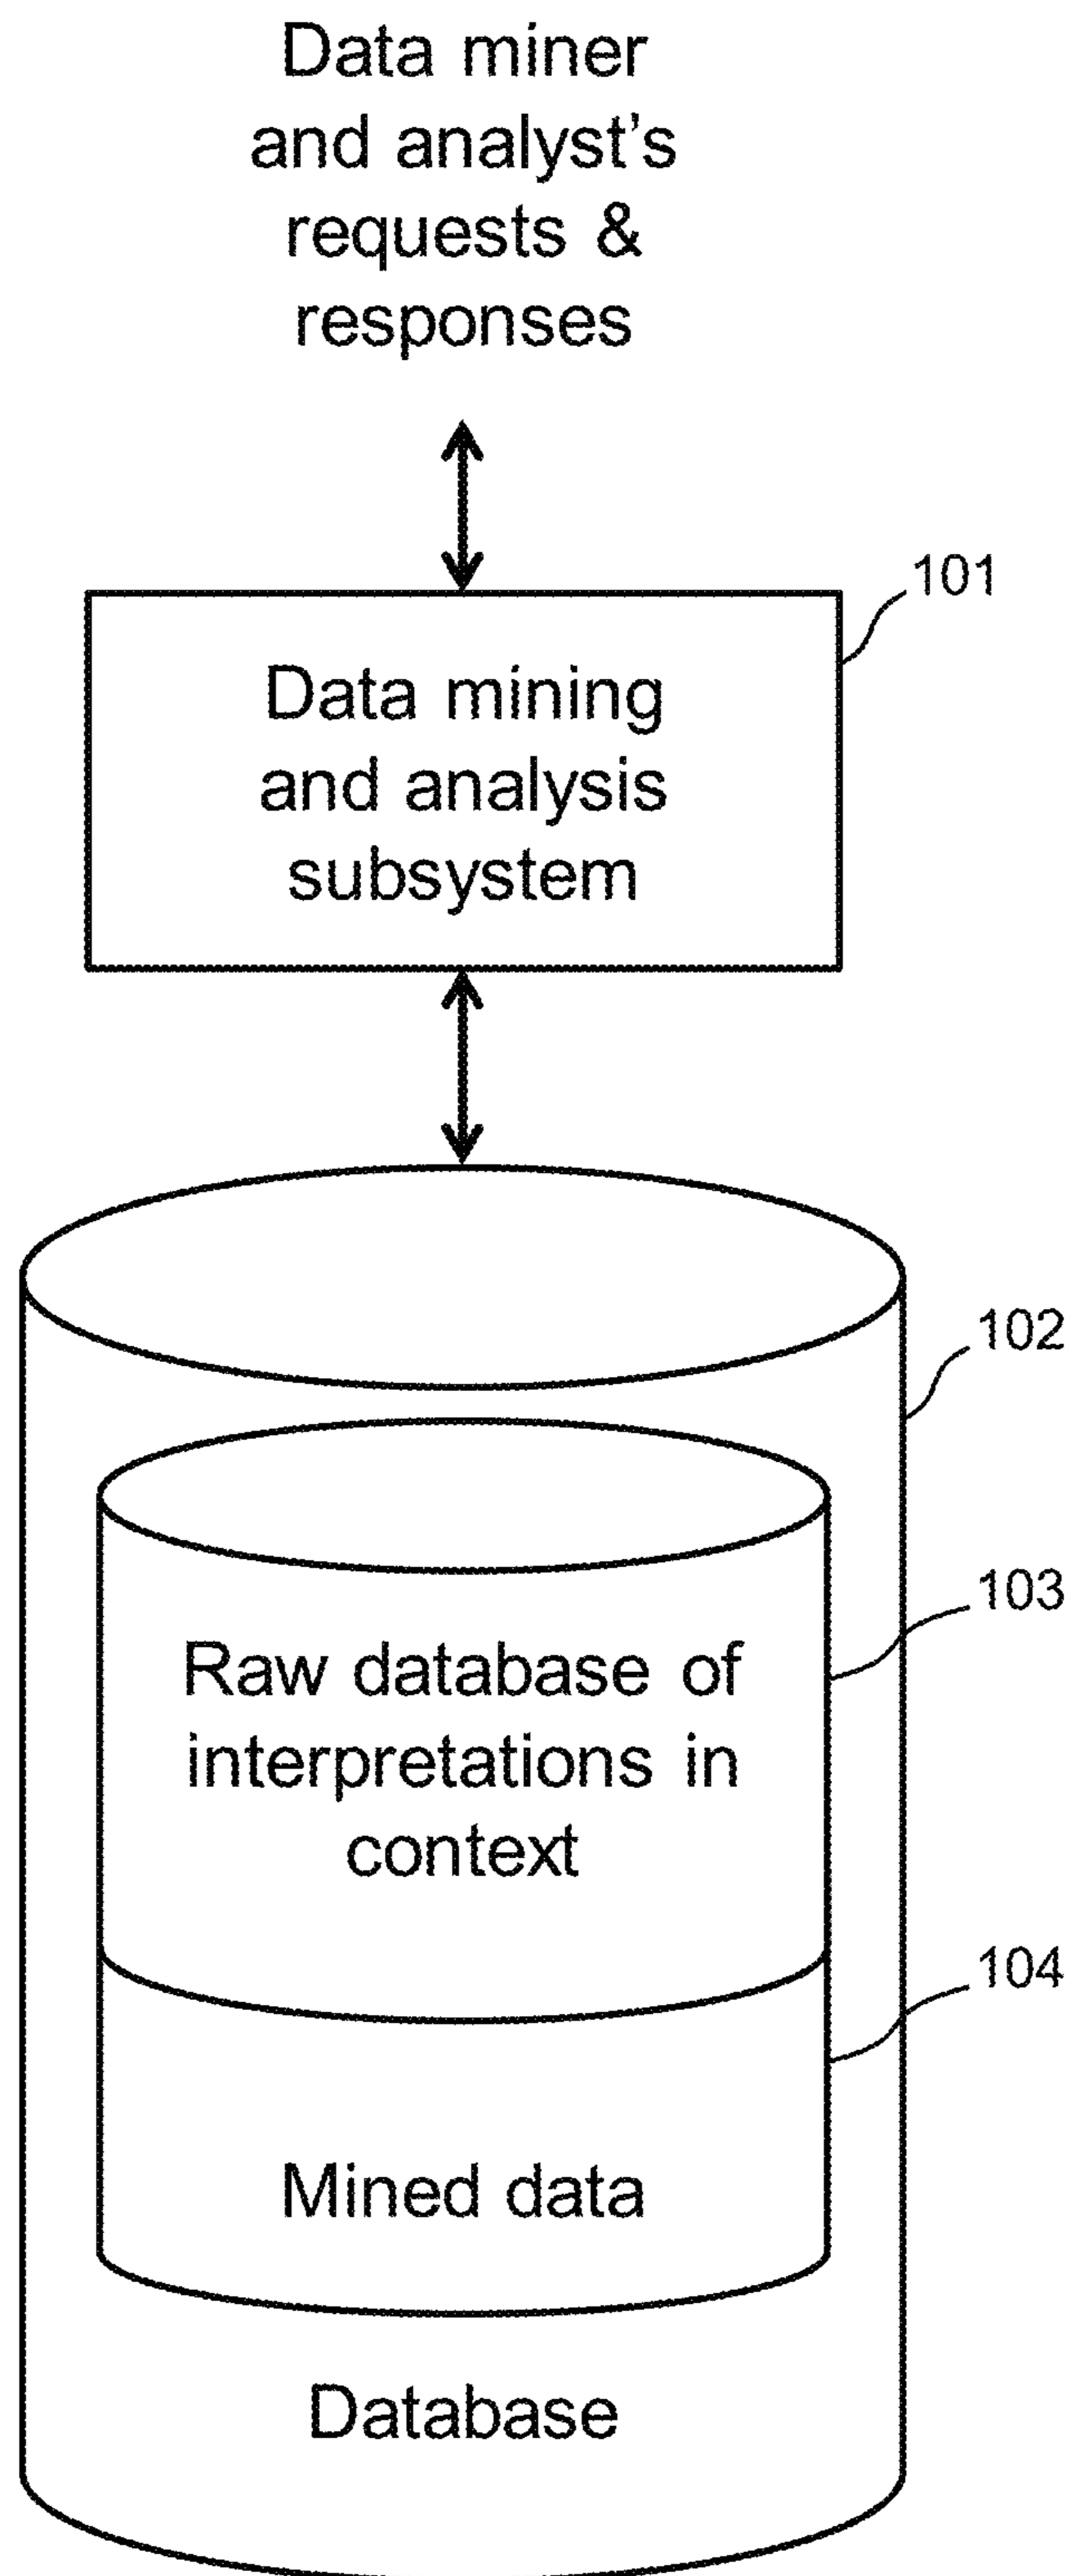 Data miner
and analyst's
requests &
responses
101
Data mining
and analysis
subsystem
102
103
Raw database of
interpretations in
context
104
Mined data
Database